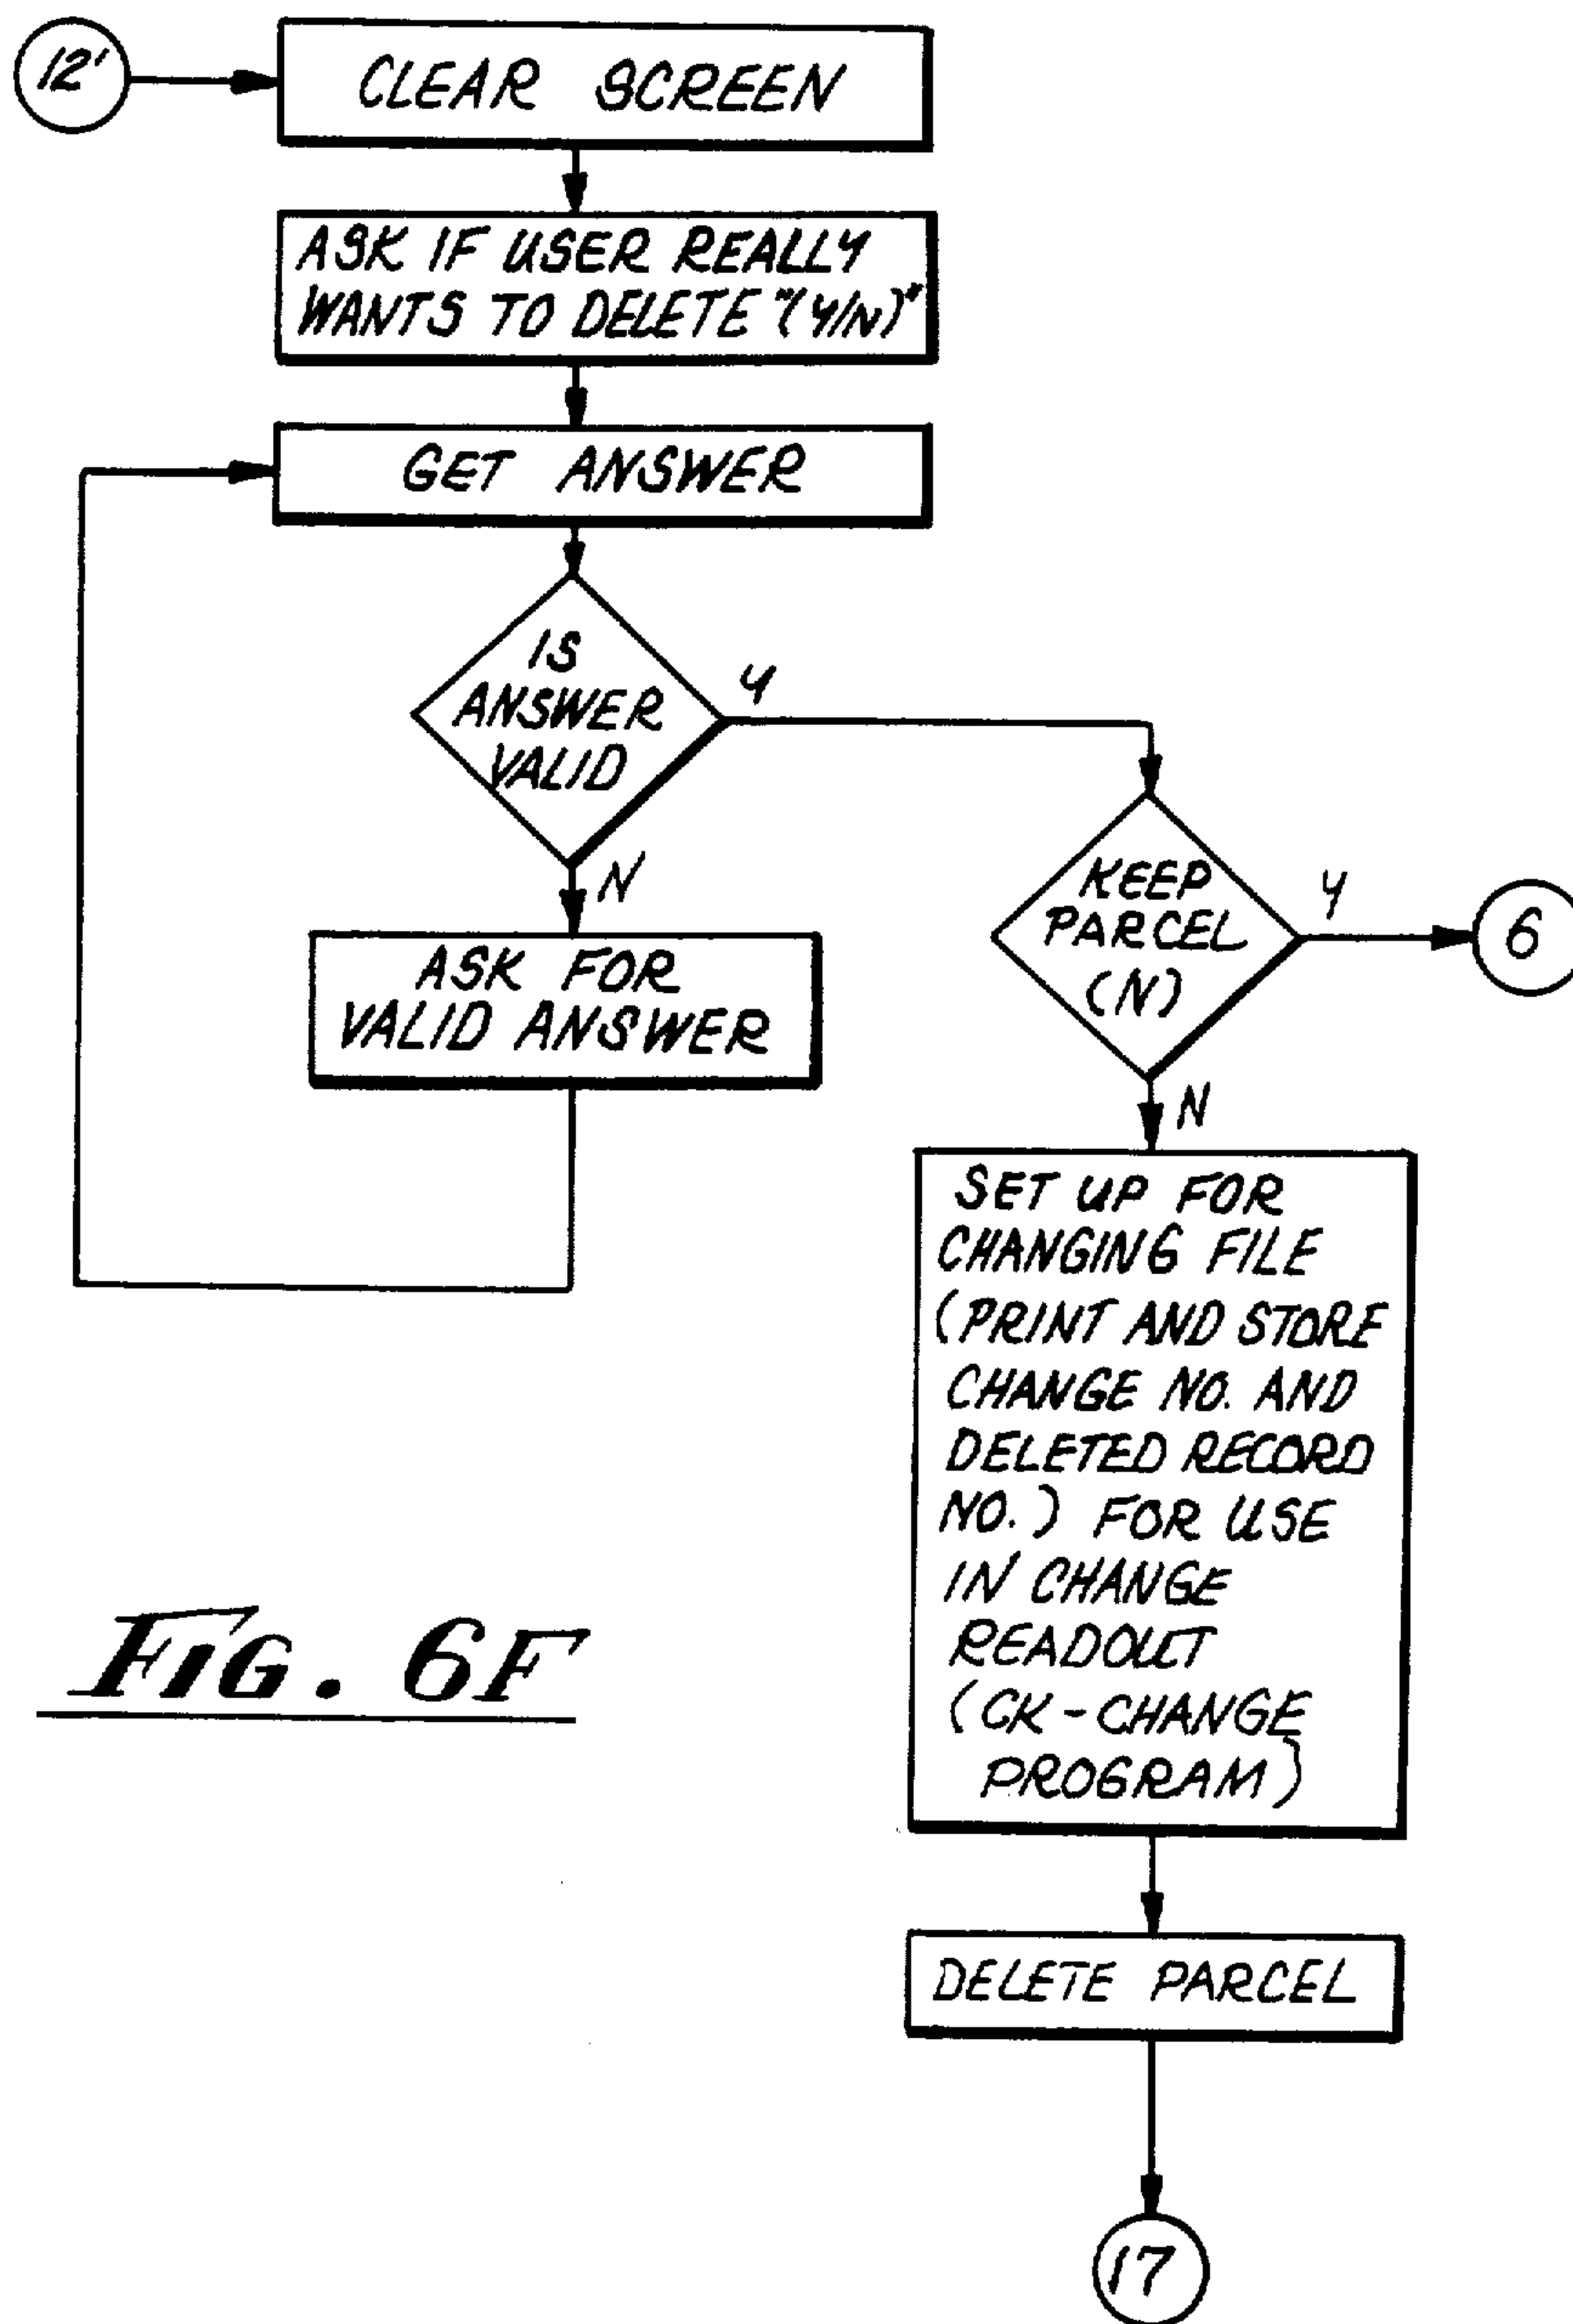 12'
CLEAR SCREEN
ASK IF USER REALLY
WANTS TO DELETE "(Y/N)"
GET ANSWER
IS
ANSWER
VALID
Y
N
ASK FOR
VALID ANSWER
KEEP
PARCEL
(N)
Y
6
N
SET UP FOR
CHANGING FILE
(PRINT AND STORE
CHANGE NO. AND
DELETED RECORD
NO.) FOR USE
IN CHANGE
READOUT
(CK-CHANGE
PROGRAM)
DELETE PARCEL
17
FIG. 6F